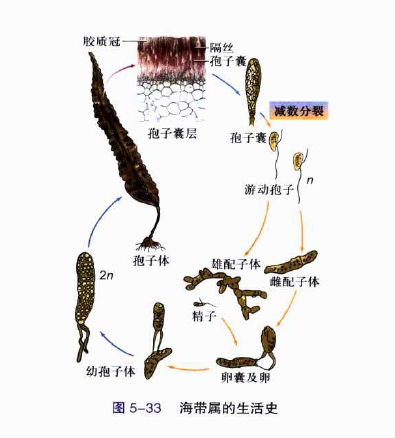 胶质冠
隔丝
孢子囊
孢子囊层
孢子囊
减数分裂
游动孢子
n
孢子体
雄配子体
雌配子体
2n
精子
幼孢子体
卵囊及卵
图 5-33 海带属的生活史